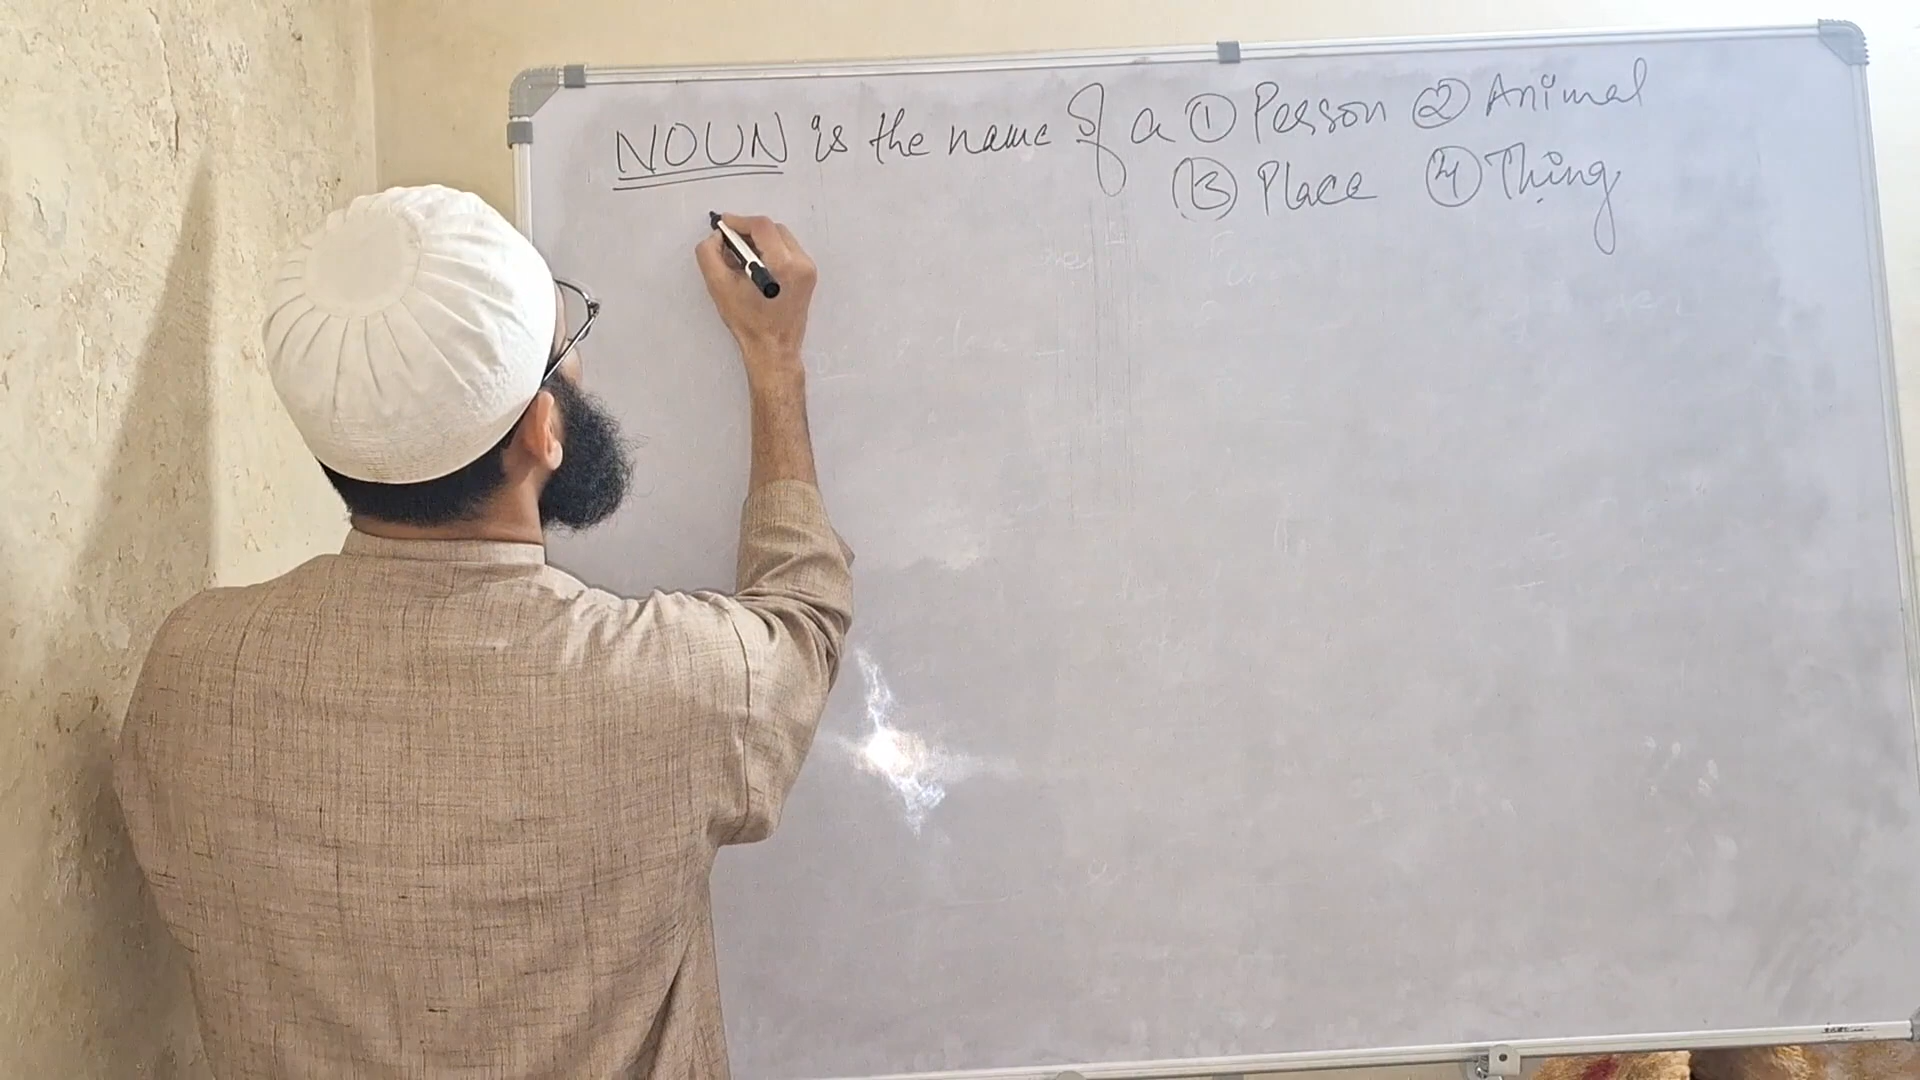 NOUN is the name of a ① Person ② Animal
③ Place ④ Thing